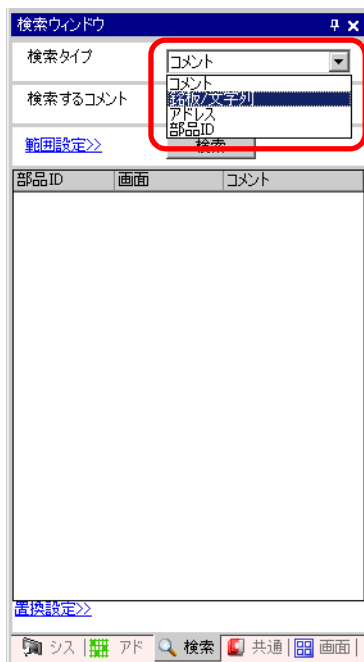 検索ウィンドウ
検索タイプ
コメント
コメント
銘板/文字列
アドレス
部品ID
検索するコメント
範囲設定>>
検索
部品ID 画面 コメント
置換設定>>
シス アド 検索 共通 画面